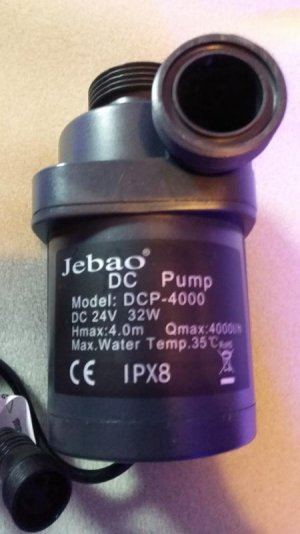 Jebao®
DC Pump
Model: DCP-4000
DC 24V 32W
Hmax:4.0m Qmax:4000l/H
Max.Water Temp.35℃ RoHS
CE IPX8